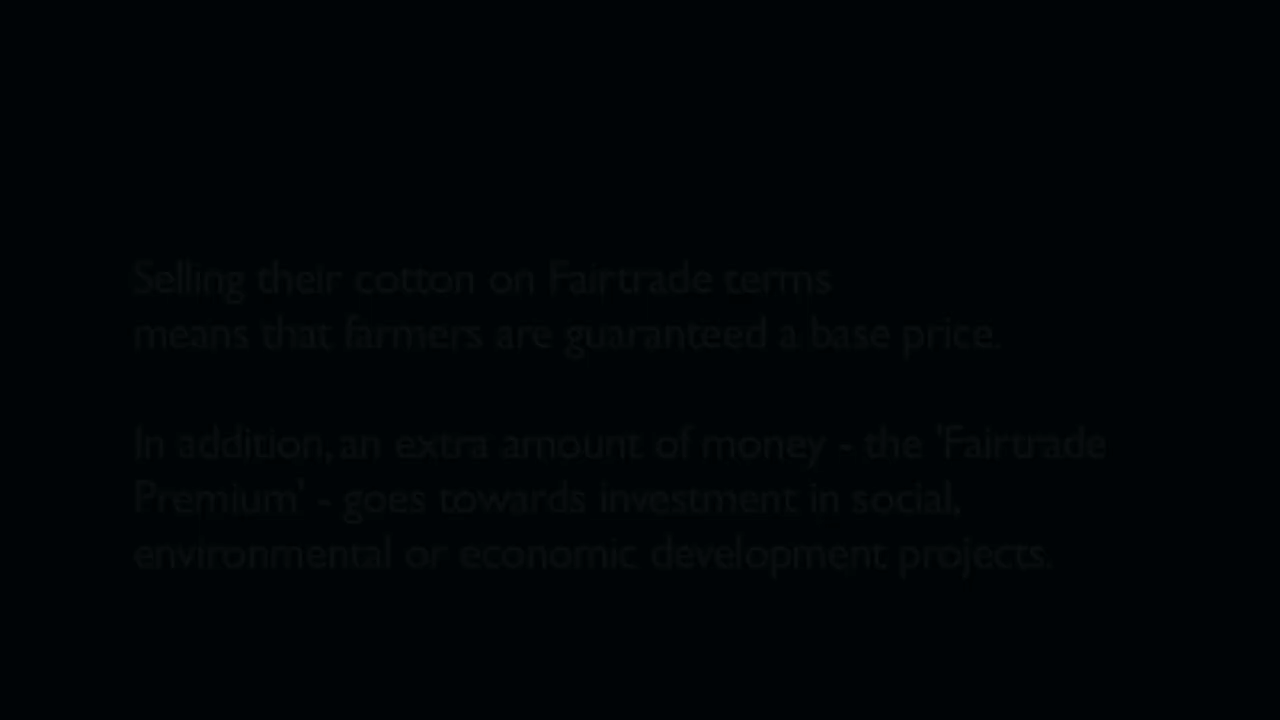 Selling their cotton on Fairtrade terms
means that farmers are guaranteed a base price.
In addition, an extra amount of money - the 'Fairtrade
Premium' - goes towards investment in social,
environmental or economic development projects.